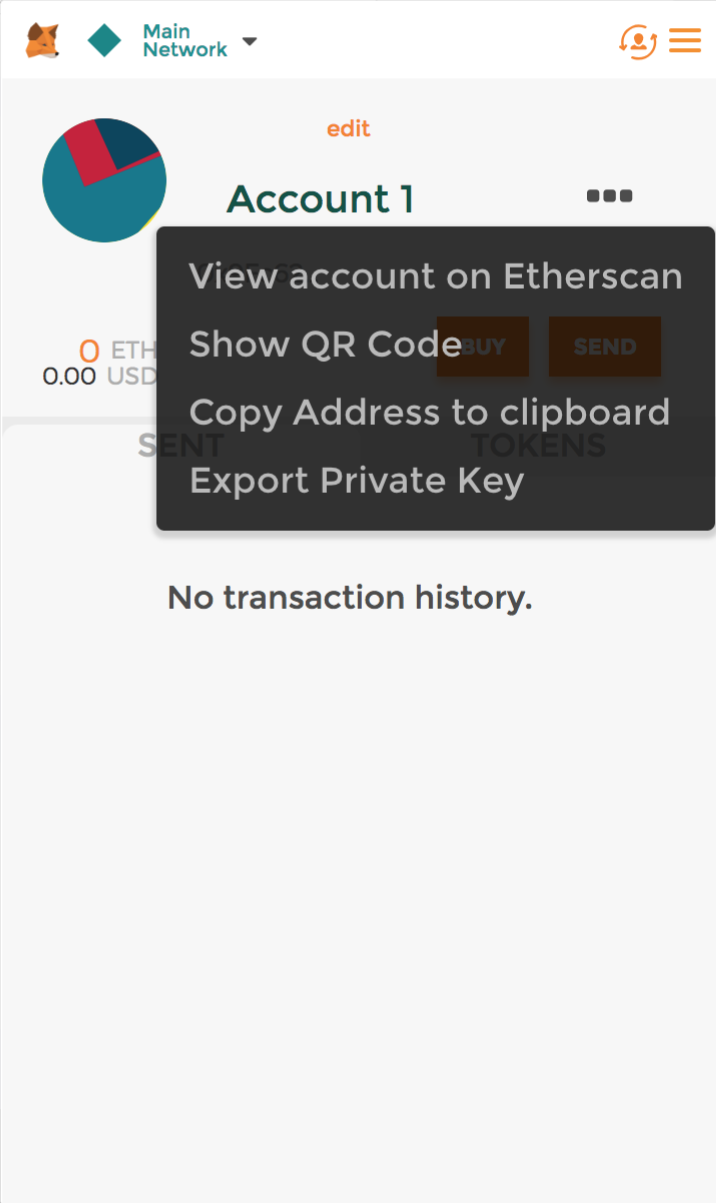 Main
Network
edit
Account 1
View account on Etherscan
0 ETH
0.00 USD
Show QR Code
BUY
SEND
Copy Address to clipboard
SENT
TOKENS
Export Private Key
No transaction history.